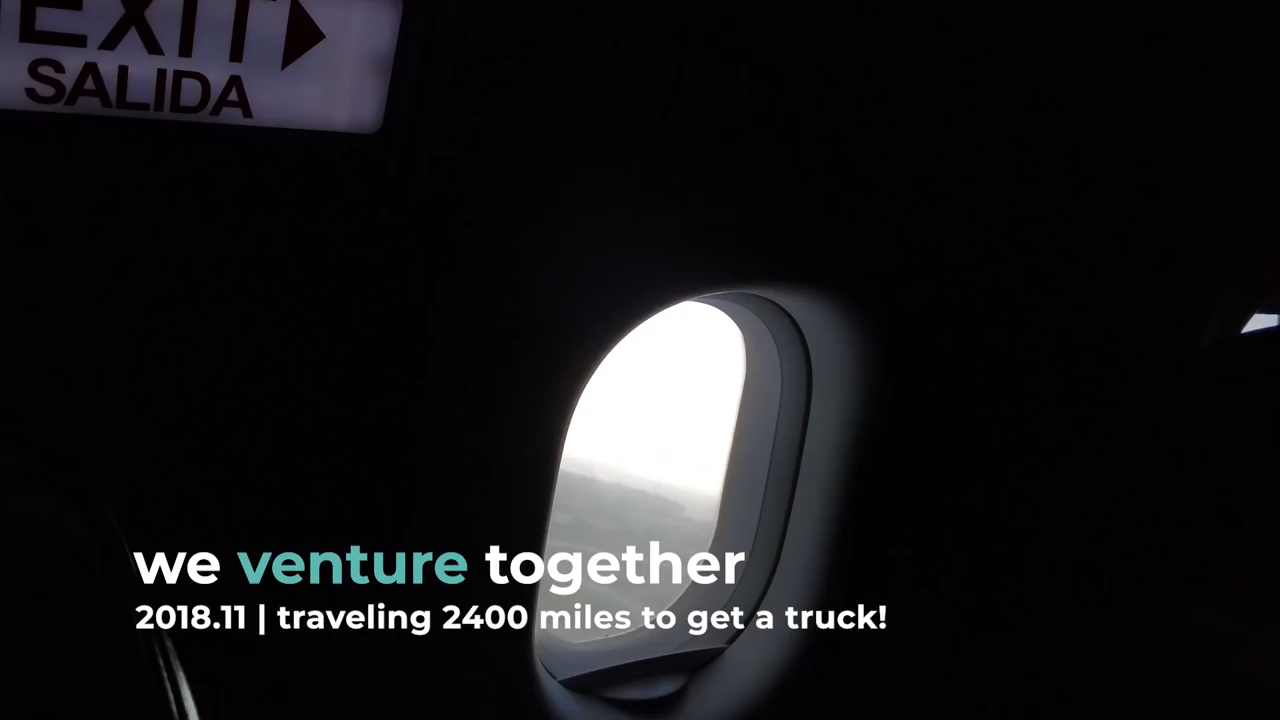 EXIT
SALIDA
we venture together
2018.11 | traveling 2400 miles to get a truck!